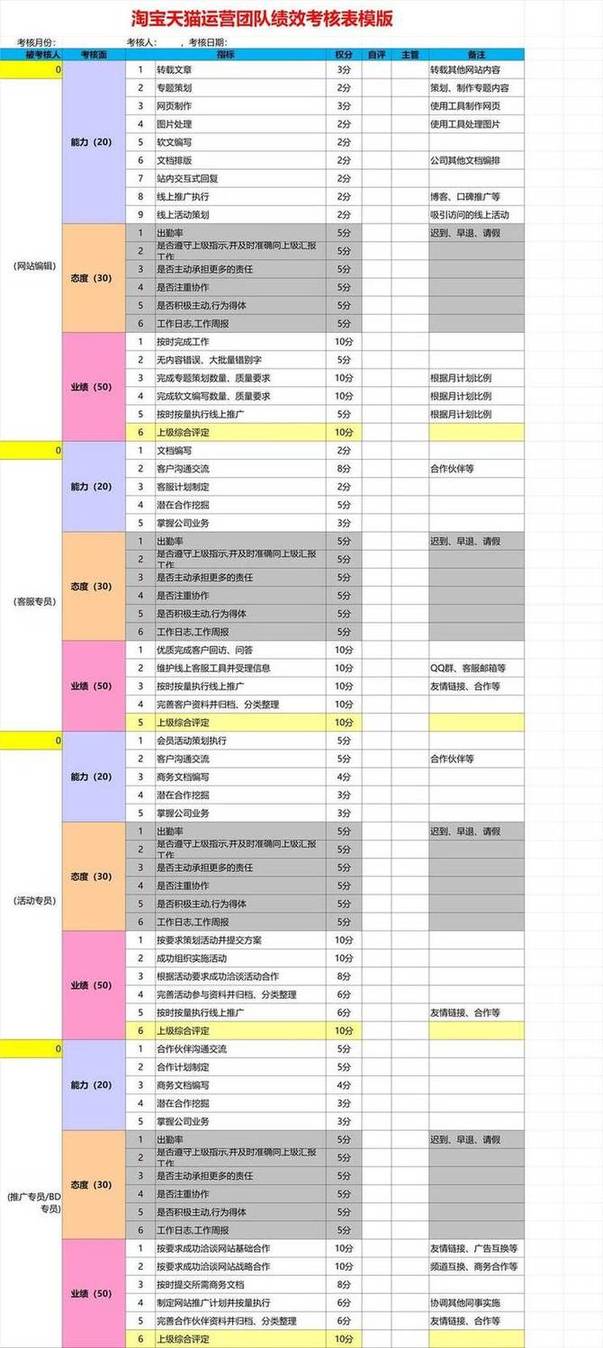 淘宝天猫运营团队绩效考核表模版
考核月份： 考核人： ，考核日期：
被考核人 考核面 指标 权分 自评 主管 备注
0 1 转载文章 3分 转载其他网站内容
2 专题策划 2分 策划、制作专题内容
3 网页制作 3分 使用工具制作网页
能力（20） 4 图片处理 2分 使用工具处理图片
5 软文编写 2分
6 文档排版 2分 公司其他文档编排
7 站内交互式回复 2分
8 线上推广执行 2分 博客、口碑推广等
9 线上活动策划 2分 吸引访问的线上活动
1 出勤率 5分 迟到、早退、请假
2 是否遵守上级指示,并及时准确向上级汇报工作 5分
(网站编辑) 态度（30） 3 是否主动承担更多的责任 5分
4 是否注重协作 5分
5 是否积极主动,行为得体 5分
6 工作日志,工作周报 5分
1 按时完成工作 10分
2 无内容错误、大批量错别字 5分
业绩（50） 3 完成专题策划数量、质量要求 10分 根据月计划比例
4 完成软文编写数量、质量要求 10分 根据月计划比例
5 按时按量执行线上推广 5分 根据月计划比例
6 上级综合评定 10分
0 1 文档编写 2分
2 客户沟通交流 8分 合作伙伴等
能力（20） 3 客服计划制定 2分
4 潜在合作挖掘 5分
5 掌握公司业务 3分
1 出勤率 5分 迟到、早退、请假
2 是否遵守上级指示,并及时准确向上级汇报工作 5分
态度（30） 3 是否主动承担更多的责任 5分
(客服专员) 4 是否注重协作 5分
5 是否积极主动,行为得体 5分
6 工作日志,工作周报 5分
1 优质完成客户回访、问答 10分
2 维护线上客服工具并受理信息 10分 QQ群、客服邮箱等
业绩（50） 3 按时按量执行线上推广 10分 友情链接、合作等
4 完善客户资料并归档、分类整理 10分
5 上级综合评定 10分
0 1 会员活动策划执行 5分
2 客户沟通交流 5分 合作伙伴等
能力（20） 3 商务文档编写 4分
4 潜在合作挖掘 3分
5 掌握公司业务 3分
1 出勤率 5分 迟到、早退、请假
2 是否遵守上级指示,并及时准确向上级汇报工作 5分
态度（30） 3 是否主动承担更多的责任 5分
4 是否注重协作 5分
(活动专员) 5 是否积极主动,行为得体 5分
6 工作日志,工作周报 5分
1 按要求策划活动并提交方案 10分
2 成功组织实施活动 10分
业绩（50） 3 根据活动要求成功洽谈活动合作 8分
4 完善活动参与资料并归档、分类整理 6分
5 按时按量执行线上推广 6分 友情链接、合作等
6 上级综合评定 10分
0 1 合作伙伴沟通交流 5分
2 合作计划制定 5分
能力（20） 3 商务文档编写 4分
4 潜在合作挖掘 3分
5 掌握公司业务 3分
1 出勤率 5分 迟到、早退、请假
2 是否遵守上级指示,并及时准确向上级汇报工作 5分
态度（30） 3 是否主动承担更多的责任 5分
(推广专员/BD专员) 4 是否注重协作 5分
5 是否积极主动,行为得体 5分
6 工作日志,工作周报 5分
1 按要求成功洽谈网站基础合作 10分 友情链接、广告互换等
2 按要求成功洽谈网站战略合作 10分 频道互换、商务合作等
业绩（50） 3 按时提交所需商务文档 8分
4 制定网站推广计划并按量执行 6分 协调其他同事实施
5 完善合作伙伴资料并归档、分类整理 6分 友情链接、合作等
6 上级综合评定 10分